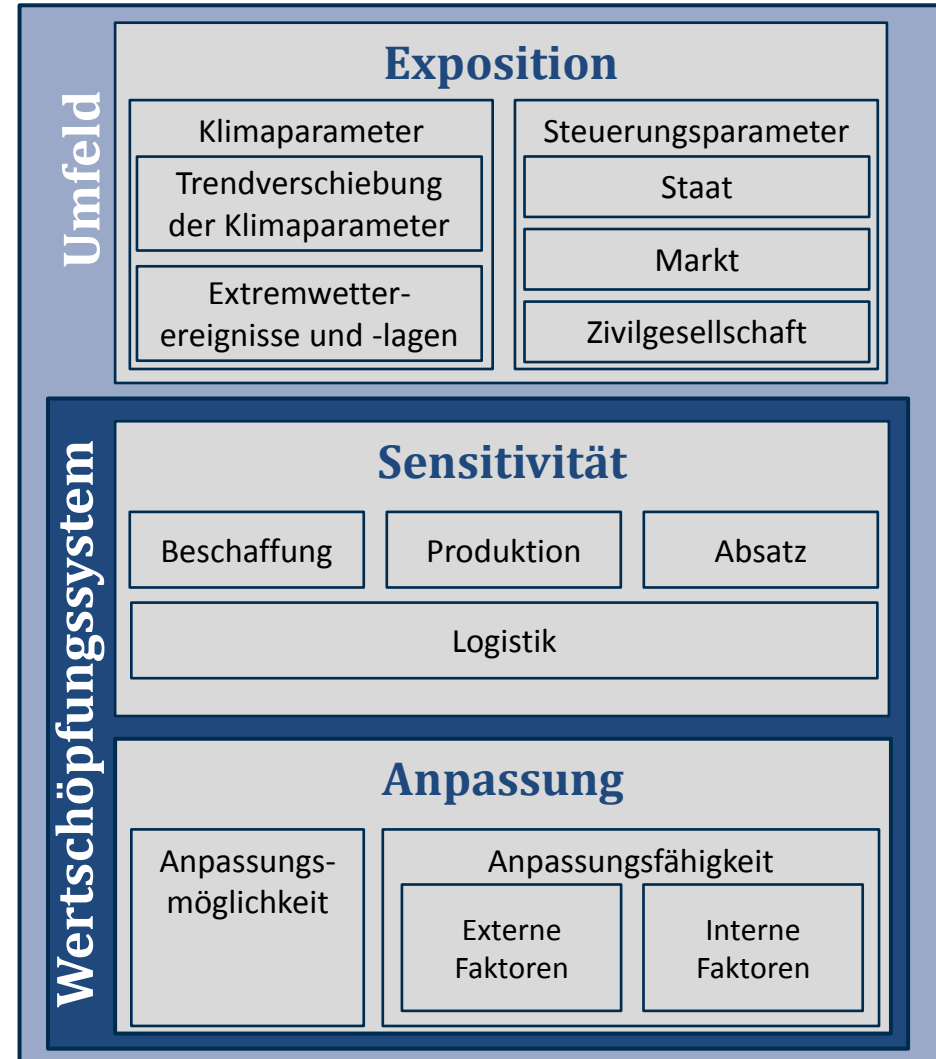 Umfeld
Exposition
Klimaparameter
Trendverschiebung
der Klimaparameter
Extremwetter-
ereignisse und -lagen
Steuerungsparameter
Staat
Markt
Zivilgesellschaft
Wertschöpfungssystem
Sensitivität
Beschaffung
Produktion
Absatz
Logistik
Anpassung
Anpassungs-
möglichkeit
Anpassungsfähigkeit
Externe
Faktoren
Interne
Faktoren